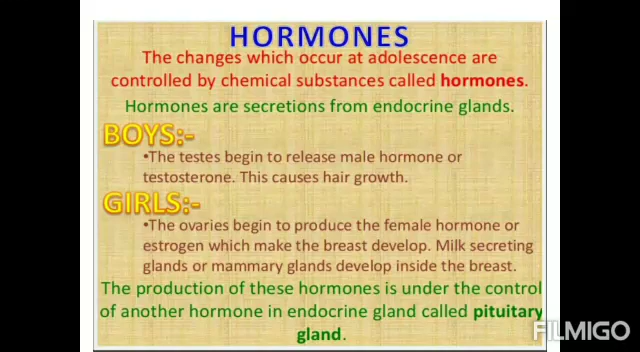 HORMONES
The changes which occur at adolescence are
controlled by chemical substances called hormones.
Hormones are secretions from endocrine glands.
BOYS:-
•The testes begin to release male hormone or
testosterone. This causes hair growth.
GIRLS:-
•The ovaries begin to produce the female hormone or
estrogen which make the breast develop. Milk secreting
glands or mammary glands develop inside the breast.
The production of these hormones is under the control
of another hormone in endocrine gland called pituitary
gland.
FILMIGO